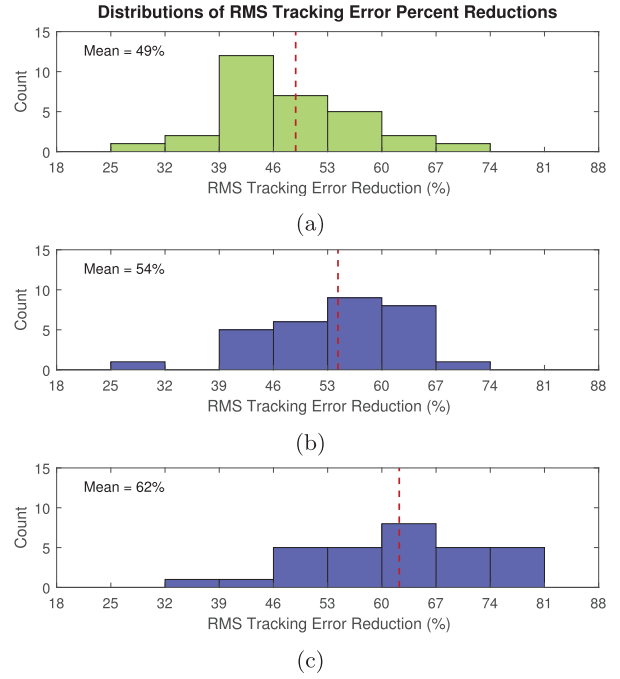 Distributions of RMS Tracking Error Percent Reductions
15
Mean = 49%
10
Count
5
0
18 25 32 39 46 53 60 67 74 81 88
RMS Tracking Error Reduction (%)
(a)
15
Mean = 54%
10
Count
5
0
18 25 32 39 46 53 60 67 74 81 88
RMS Tracking Error Reduction (%)
(b)
15
Mean = 62%
10
Count
5
0
18 25 32 39 46 53 60 67 74 81 88
RMS Tracking Error Reduction (%)
(c)